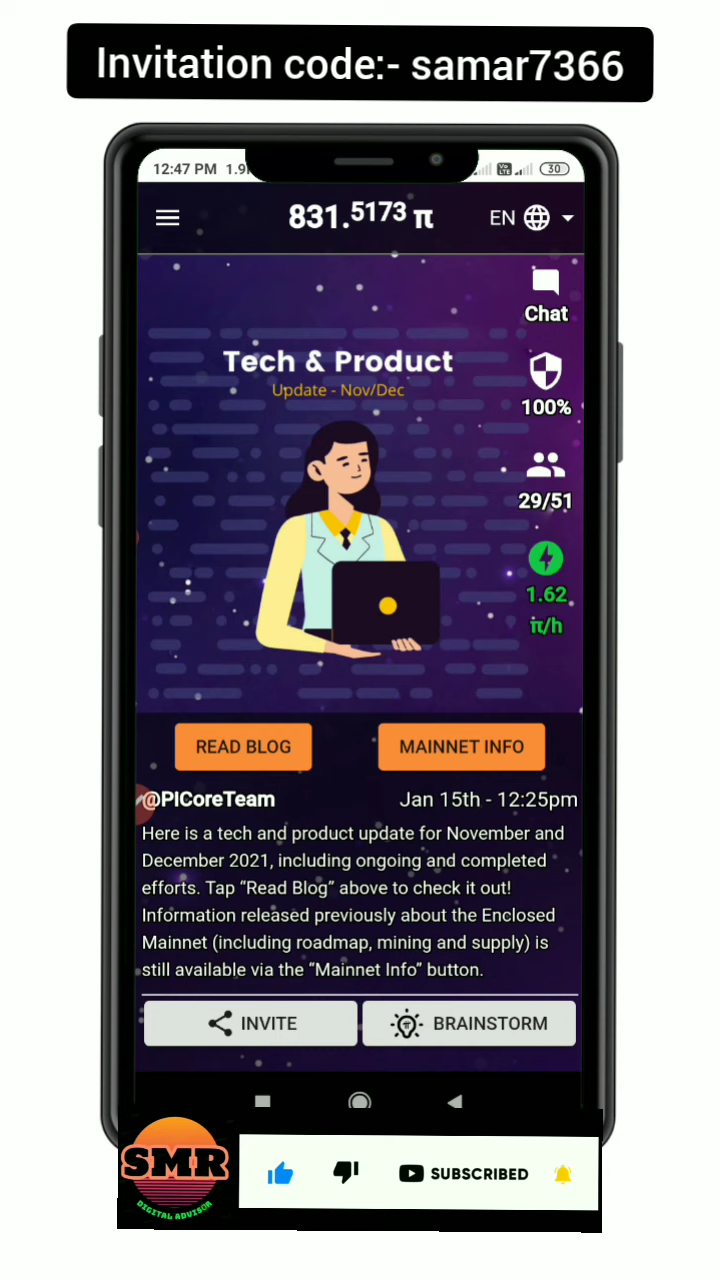 Invitation code:- samar7366
12:47 PM 30
831.5173 π EN
Chat
Tech & Product
Update - Nov/Dec
100%
29/51
1.62
π/h
READ BLOG MAINNET INFO
@PICoreTeam Jan 15th - 12:25pm
Here is a tech and product update for November and
December 2021, including ongoing and completed
efforts. Tap “Read Blog” above to check it out!
Information released previously about the Enclosed
Mainnet (including roadmap, mining and supply) is
still available via the “Mainnet Info” button.
INVITE BRAINSTORM
SMR
DIGITAL ADVISOR
SUBSCRIBED